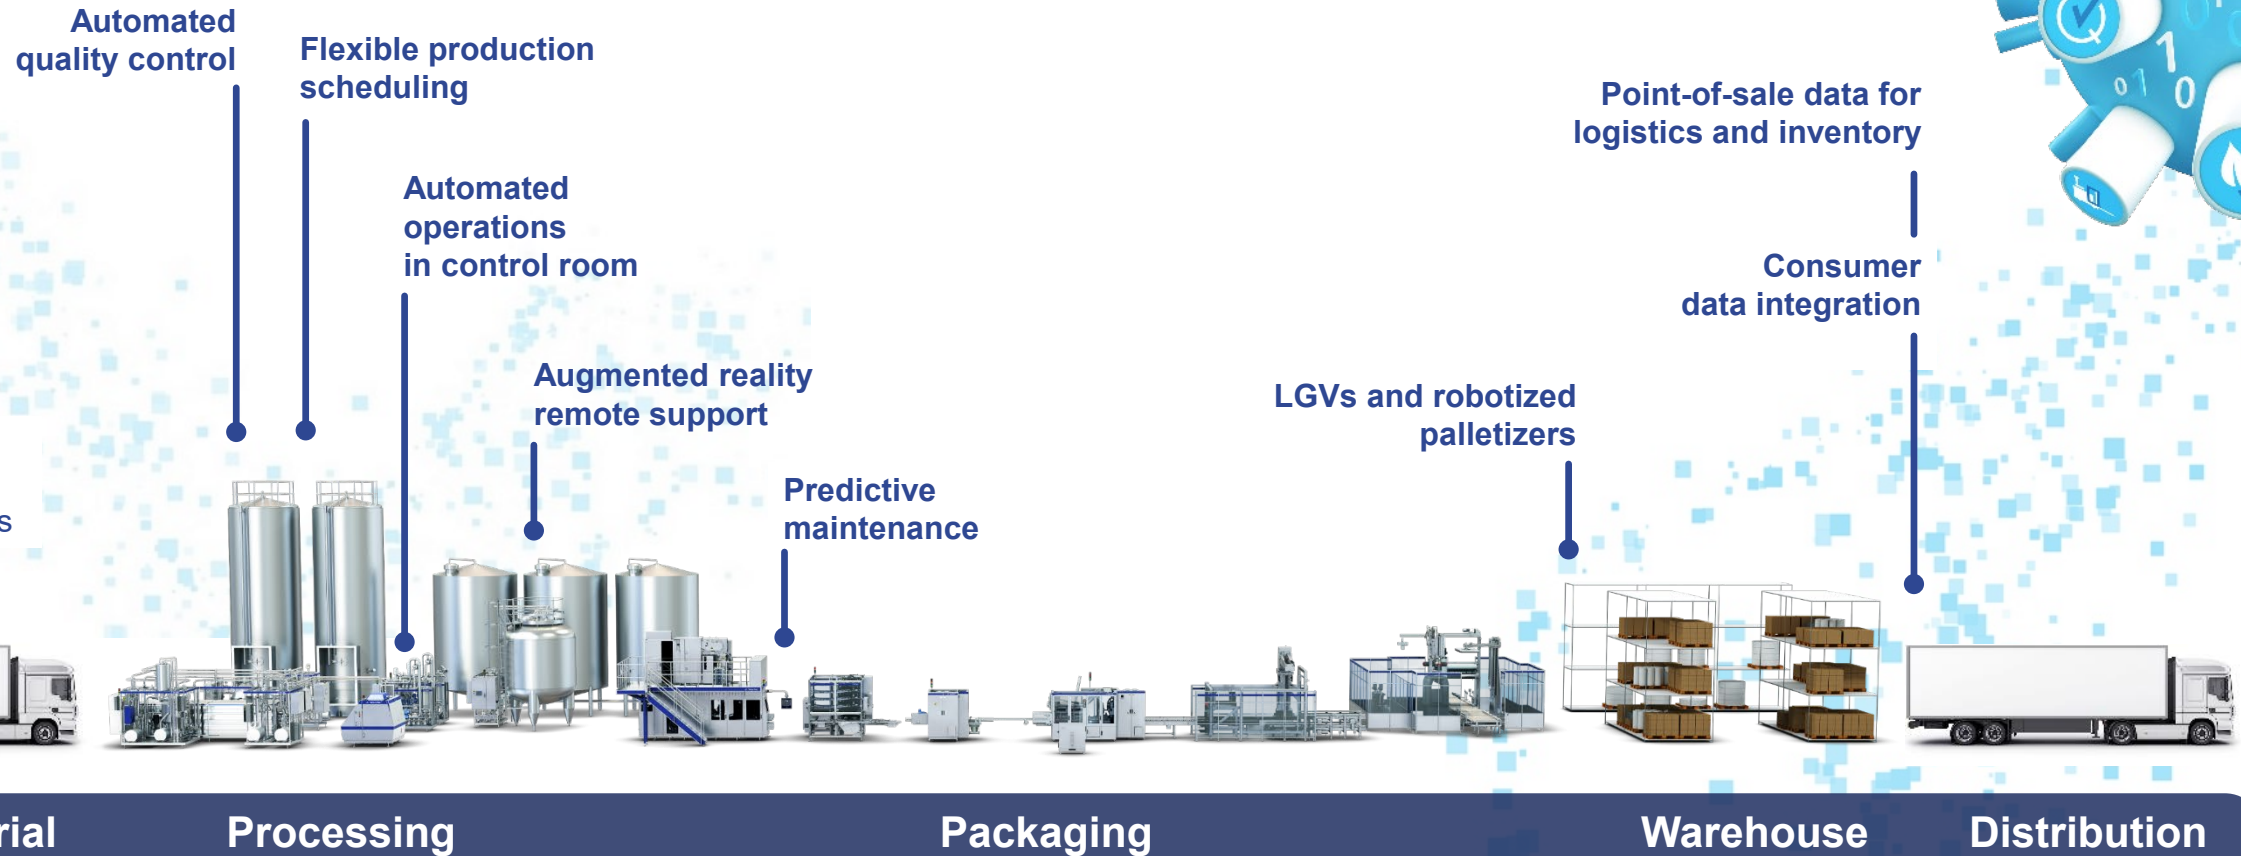 Automated
quality control
Flexible production
scheduling
Automated
operations
in control room
Augmented reality
remote support
Predictive
maintenance
LGVs and robotized
palletizers
Point-of-sale data for
logistics and inventory
Consumer
data integration
s
rial
Processing
Packaging
Warehouse
Distribution